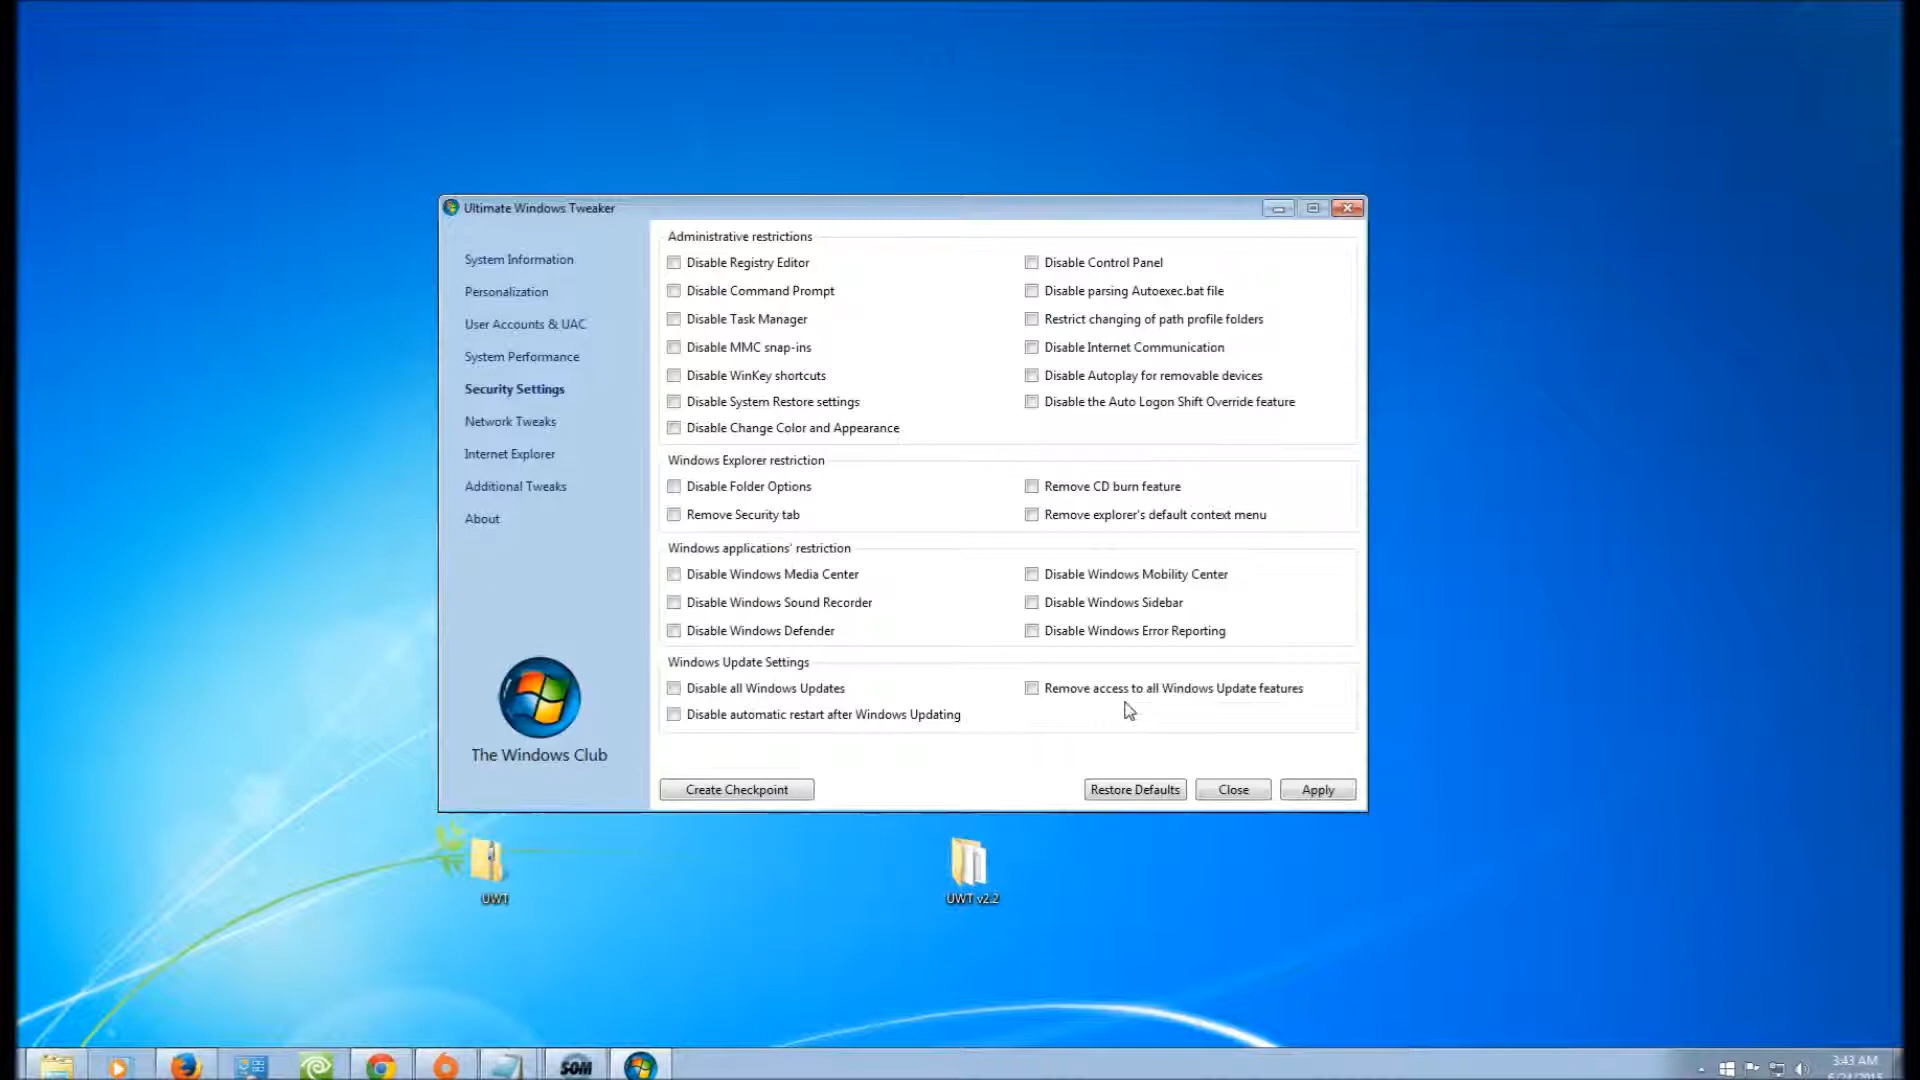 Ultimate Windows Tweaker
System Information
Personalization
User Accounts & UAC
System Performance
Security Settings
Network Tweaks
Internet Explorer
Additional Tweaks
About
The Windows Club
Administrative restrictions
Disable Registry Editor
Disable Control Panel
Disable Command Prompt
Disable parsing Autoexec.bat file
Disable Task Manager
Restrict changing of path profile folders
Disable MMC snap-ins
Disable Internet Communication
Disable WinKey shortcuts
Disable Autoplay for removable devices
Disable System Restore settings
Disable the Auto Logon Shift Override feature
Disable Change Color and Appearance
Windows Explorer restriction
Disable Folder Options
Remove CD burn feature
Remove Security tab
Remove explorer's default context menu
Windows applications' restriction
Disable Windows Media Center
Disable Windows Mobility Center
Disable Windows Sound Recorder
Disable Windows Sidebar
Disable Windows Defender
Disable Windows Error Reporting
Windows Update Settings
Disable all Windows Updates
Remove access to all Windows Update features
Disable automatic restart after Windows Updating
Create Checkpoint
Restore Defaults
Close
Apply
UWT
UWT v2.2
SOM
3:43 AM
6/24/2015